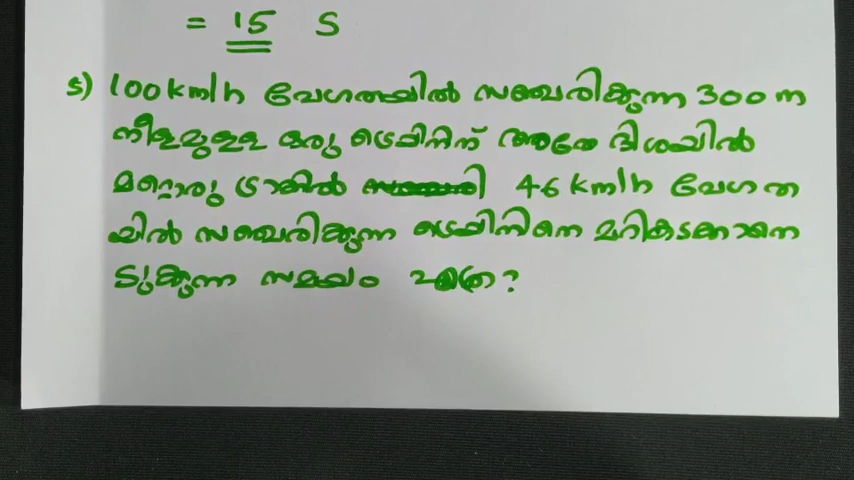 = 15 S
5) 100 km/h വേഗതയിൽ സഞ്ചരിക്കുന്ന 300 m
നീളമുള്ള ഒരു ട്രെയിനിന് അതേ ദിശയിൽ
മറ്റൊരു ട്രാക്കിൽ 46 km/h വേഗത
യിൽ സഞ്ചരിക്കുന്ന ട്രെയിനിനെ മറികടക്കാനെ
ടുക്കുന്ന സമയം എത്ര?